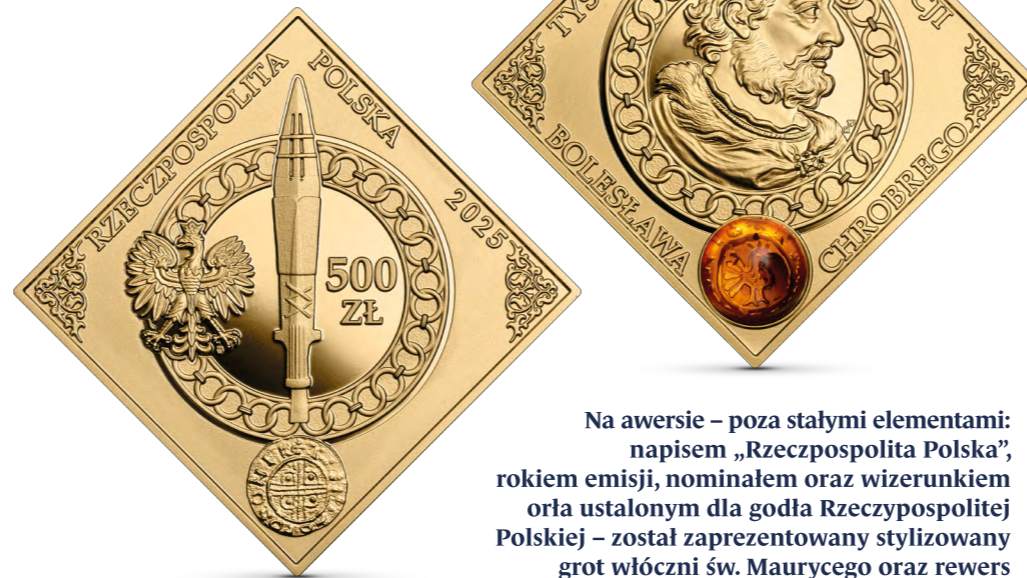 RZECZPOSPOLITA POLSKA 2025
500
ZŁ
BOLESŁAWA CHROBREGO
Na awersie – poza stałymi elementami:
napisem „Rzeczpospolita Polska”,
rokiem emisji, nominałem oraz wizerunkiem
orła ustalonym dla godła Rzeczypospolitej
Polskiej – został zaprezentowany stylizowany
grot włóczni św. Maurycego oraz rewers